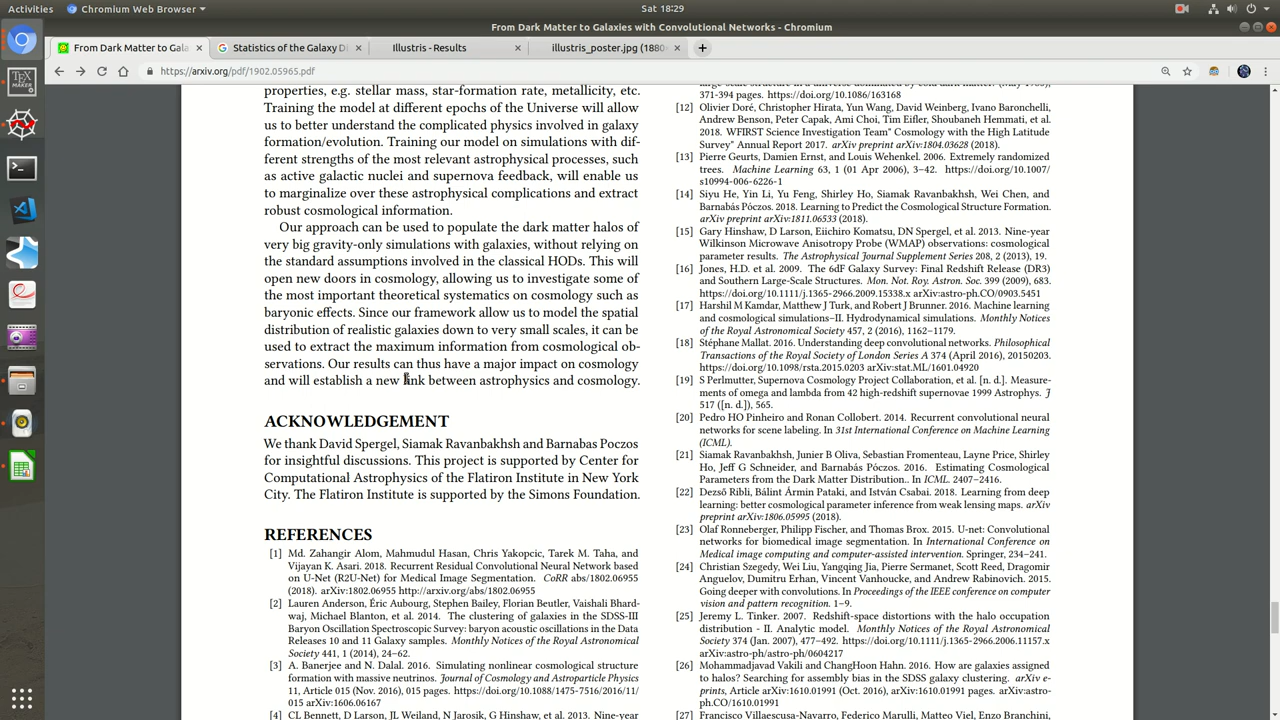 Activities
Chromium Web Browser
Sat 18:29
From Dark Matter to Galaxies with Convolutional Networks - Chromium
From Dark Matter to Gala
Statistics of the Galaxy D
Illustris - Results
illustris_poster.jpg (1880
https://arxiv.org/pdf/1902.05965.pdf
properties, e.g. stellar mass, star-formation rate, metallicity, etc.
Training the model at different epochs of the Universe will allow
us to better understand the complicated physics involved in galaxy
formation/evolution. Training our model on simulations with dif-
ferent strengths of the most relevant astrophysical processes, such
as active galactic nuclei and supernova feedback, will enable us
to marginalize over these astrophysical complications and extract
robust cosmological information.
Our approach can be used to populate the dark matter halos of
very big gravity-only simulations with galaxies, without relying on
the standard assumptions involved in the classical HODs. This will
open new doors in cosmology, allowing us to investigate some of
the most important theoretical systematics on cosmology such as
baryonic effects. Since our framework allow us to model the spatial
distribution of realistic galaxies down to very small scales, it can be
used to extract the maximum information from cosmological ob-
servations. Our results can thus have a major impact on cosmology
and will establish a new link between astrophysics and cosmology.
ACKNOWLEDGEMENT
We thank David Spergel, Siamak Ravanbakhsh and Barnabas Poczos
for insightful discussions. This project is supported by Center for
Computational Astrophysics of the Flatiron Institute in New York
City. The Flatiron Institute is supported by the Simons Foundation.
REFERENCES
[1] Md. Zahangir Alom, Mahmudul Hasan, Chris Yakopcic, Tarek M. Taha, and
Vijayan K. Asari. 2018. Recurrent Residual Convolutional Neural Network based
on U-Net (R2U-Net) for Medical Image Segmentation. CoRR abs/1802.06955
(2018). arXiv:1802.06955 http://arxiv.org/abs/1802.06955
[2] Lauren Anderson, Éric Aubourg, Stephen Bailey, Florian Beutler, Vaishali Bhard-
waj, Michael Blanton, et al. 2014. The clustering of galaxies in the SDSS-III
Baryon Oscillation Spectroscopic Survey: baryon acoustic oscillations in the Data
Releases 10 and 11 Galaxy samples. Monthly Notices of the Royal Astronomical
Society 441, 1 (2014), 24–62.
[3] A. Banerjee and N. Dalal. 2016. Simulating nonlinear cosmological structure
formation with massive neutrinos. Journal of Cosmology and Astroparticle Physics
11, Article 015 (Nov. 2016), 015 pages. https://doi.org/10.1088/1475-7516/2016/11/
015 arXiv:1606.06167
[4] CL Bennett, D Larson, JL Weiland, N Jarosik, G Hinshaw, et al. 2013. Nine-year
371-394 pages. https://doi.org/10.1086/163168
[12] Olivier Doré, Christopher Hirata, Yun Wang, David Weinberg, Ivano Baronchelli,
Andrew Benson, Peter Capak, Ami Choi, Tim Eifler, Shoubaneh Hemmati, et al.
2018. WFIRST Science Investigation Team" Cosmology with the High Latitude
Survey" Annual Report 2017. arXiv preprint arXiv:1804.03628 (2018).
[13] Pierre Geurts, Damien Ernst, and Louis Wehenkel. 2006. Extremely randomized
trees. Machine Learning 63, 1 (01 Apr 2006), 3–42. https://doi.org/10.1007/
s10994-006-6226-1
[14] Siyu He, Yin Li, Yu Feng, Shirley Ho, Siamak Ravanbakhsh, Wei Chen, and
Barnabás Póczos. 2018. Learning to Predict the Cosmological Structure Formation.
arXiv preprint arXiv:1811.06533 (2018).
[15] Gary Hinshaw, D Larson, Eiichiro Komatsu, DN Spergel, et al. 2013. Nine-year
Wilkinson Microwave Anisotropy Probe (WMAP) observations: cosmological
parameter results. The Astrophysical Journal Supplement Series 208, 2 (2013), 19.
[16] Jones, H.D. et al. 2009. The 6dF Galaxy Survey: Final Redshift Release (DR3)
and Southern Large-Scale Structures. Mon. Not. Roy. Astron. Soc. 399 (2009), 683.
https://doi.org/10.1111/j.1365-2966.2009.15338.x arXiv:astro-ph.CO/0903.5451
[17] Harshil M Kamdar, Matthew J Turk, and Robert J Brunner. 2016. Machine learning
and cosmological simulations–II. Hydrodynamical simulations. Monthly Notices
of the Royal Astronomical Society 457, 2 (2016), 1162–1179.
[18] Stéphane Mallat. 2016. Understanding deep convolutional networks. Philosophical
Transactions of the Royal Society of London Series A 374 (April 2016), 20150203.
https://doi.org/10.1098/rsta.2015.0203 arXiv:stat.ML/1601.04920
[19] S Perlmutter, Supernova Cosmology Project Collaboration, et al. [n. d.]. Measure-
ments of omega and lambda from 42 high-redshift supernovae 1999 Astrophys. J
517 ([n. d.]), 565.
[20] Pedro HO Pinheiro and Ronan Collobert. 2014. Recurrent convolutional neural
networks for scene labeling. In 31st International Conference on Machine Learning
(ICML).
[21] Siamak Ravanbakhsh, Junier B Oliva, Sebastian Fromenteau, Layne Price, Shirley
Ho, Jeff G Schneider, and Barnabás Póczos. 2016. Estimating Cosmological
Parameters from the Dark Matter Distribution.. In ICML. 2407–2416.
[22] Dezső Ribli, Bálint Ármin Pataki, and István Csabai. 2018. Learning from deep
learning: better cosmological parameter inference from weak lensing maps. arXiv
preprint arXiv:1806.05995 (2018).
[23] Olaf Ronneberger, Philipp Fischer, and Thomas Brox. 2015. U-net: Convolutional
networks for biomedical image segmentation. In International Conference on
Medical image computing and computer-assisted intervention. Springer, 234–241.
[24] Christian Szegedy, Wei Liu, Yangqing Jia, Pierre Sermanet, Scott Reed, Dragomir
Anguelov, Dumitru Erhan, Vincent Vanhoucke, and Andrew Rabinovich. 2015.
Going deeper with convolutions. In Proceedings of the IEEE conference on computer
vision and pattern recognition. 1–9.
[25] Jeremy L. Tinker. 2007. Redshift-space distortions with the halo occupation
distribution - II. Analytic model. Monthly Notices of the Royal Astronomical
Society 374 (Jan. 2007), 477–492. https://doi.org/10.1111/j.1365-2966.2006.11157.x
arXiv:astro-ph/astro-ph/0604217
[26] Mohammadjavad Vakili and ChangHoon Hahn. 2016. How are galaxies assigned
to halos? Searching for assembly bias in the SDSS galaxy clustering. arXiv e-
prints, Article arXiv:1610.01991 (Oct. 2016), arXiv:1610.01991 pages. arXiv:astro-
ph.CO/1610.01991
[27] Francisco Villaescusa-Navarro, Federico Marulli, Matteo Viel, Enzo Branchini,